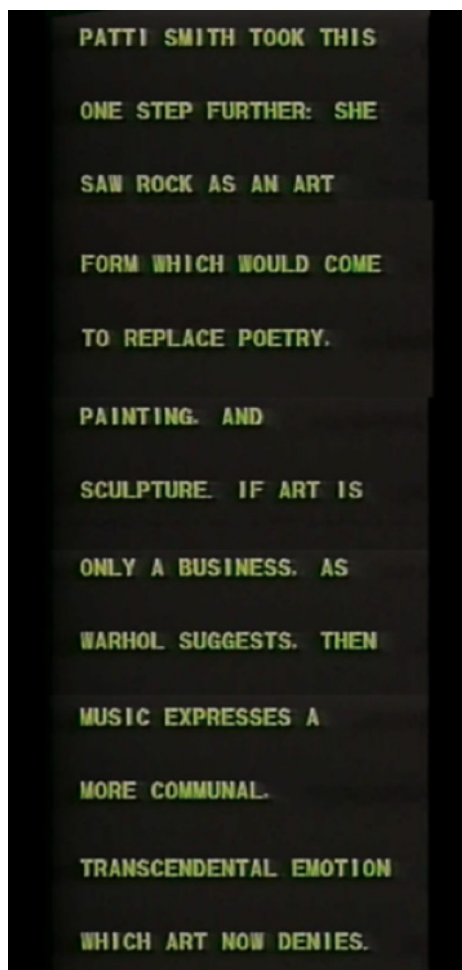 PATTI SMITH TOOK THIS
ONE STEP FURTHER: SHE
SAW ROCK AS AN ART
FORM WHICH WOULD COME
TO REPLACE POETRY.
PAINTING. AND
SCULPTURE. IF ART IS
ONLY A BUSINESS. AS
WARHOL SUGGESTS. THEN
MUSIC EXPRESSES A
MORE COMMUNAL.
TRANSCENDENTAL EMOTION
WHICH ART NOW DENIES.